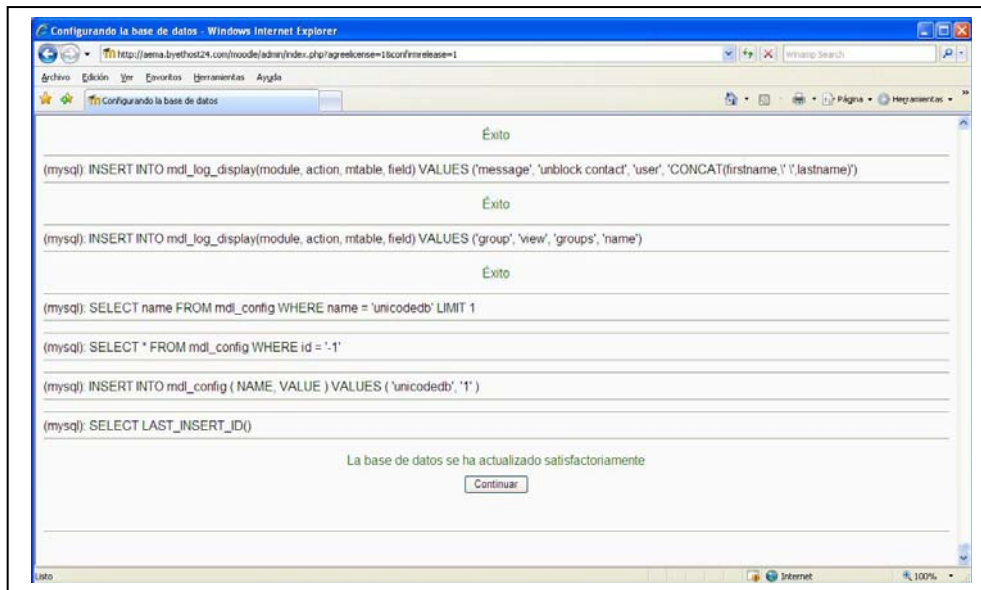 Configurando la base de datos - Windows Internet Explorer
http://aema.byethost24.com/moodle/admin/index.php?agreelicense=1&confirmrelease=1
Winamp Search
Archivo Edición Ver Favoritos Herramientas Ayuda
Configurando la base de datos
Página Herramientas
Éxito
(mysql): INSERT INTO mdl_log_display(module, action, mtable, field) VALUES ('message', 'unblock contact', 'user', 'CONCAT(firstname,\' \',lastname)')
Éxito
(mysql): INSERT INTO mdl_log_display(module, action, mtable, field) VALUES ('group', 'view', 'groups', 'name')
Éxito
(mysql): SELECT name FROM mdl_config WHERE name = 'unicodedb' LIMIT 1
(mysql): SELECT * FROM mdl_config WHERE id = '-1'
(mysql): INSERT INTO mdl_config ( NAME, VALUE ) VALUES ( 'unicodedb', '1' )
(mysql): SELECT LAST_INSERT_ID()
La base de datos se ha actualizado satisfactoriamente
Continuar
Listo
Internet
100%